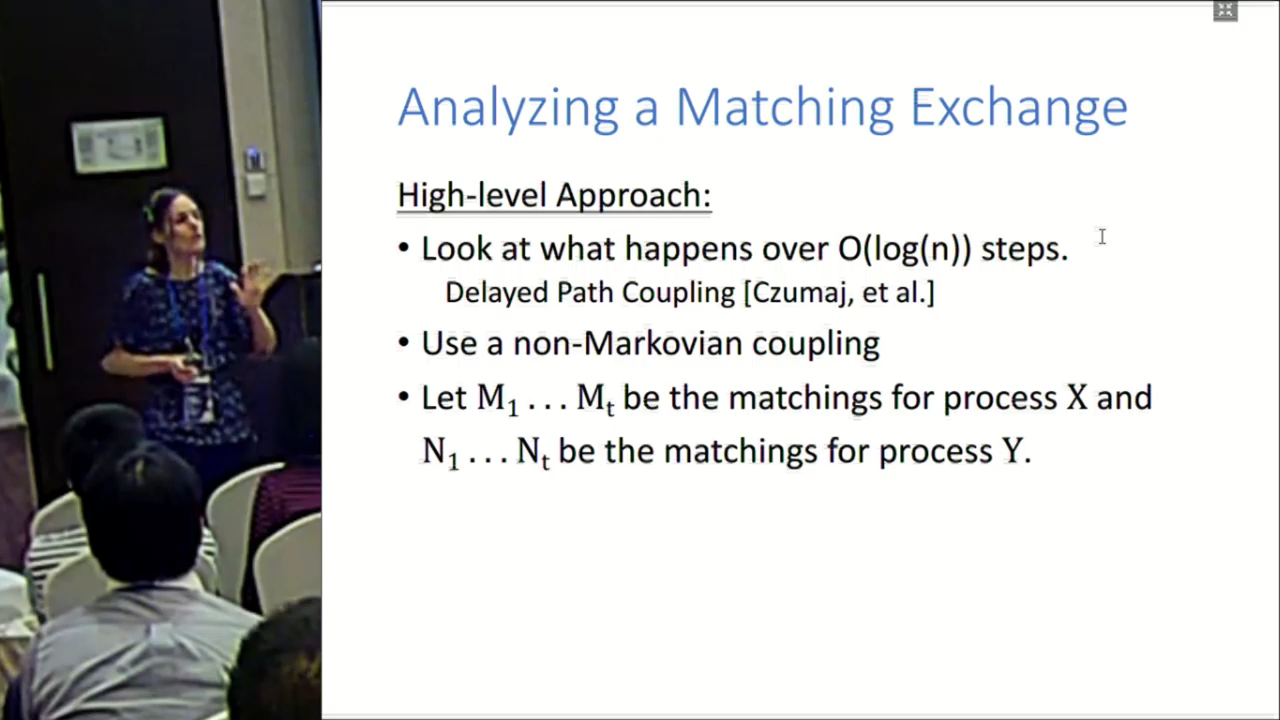 Analyzing a Matching Exchange
High-level Approach:
• Look at what happens over O(log(n)) steps.
Delayed Path Coupling [Czumaj, et al.]
• Use a non-Markovian coupling
• Let M₁ . . . Mₜ be the matchings for process X and
N₁ . . . Nₜ be the matchings for process Y.